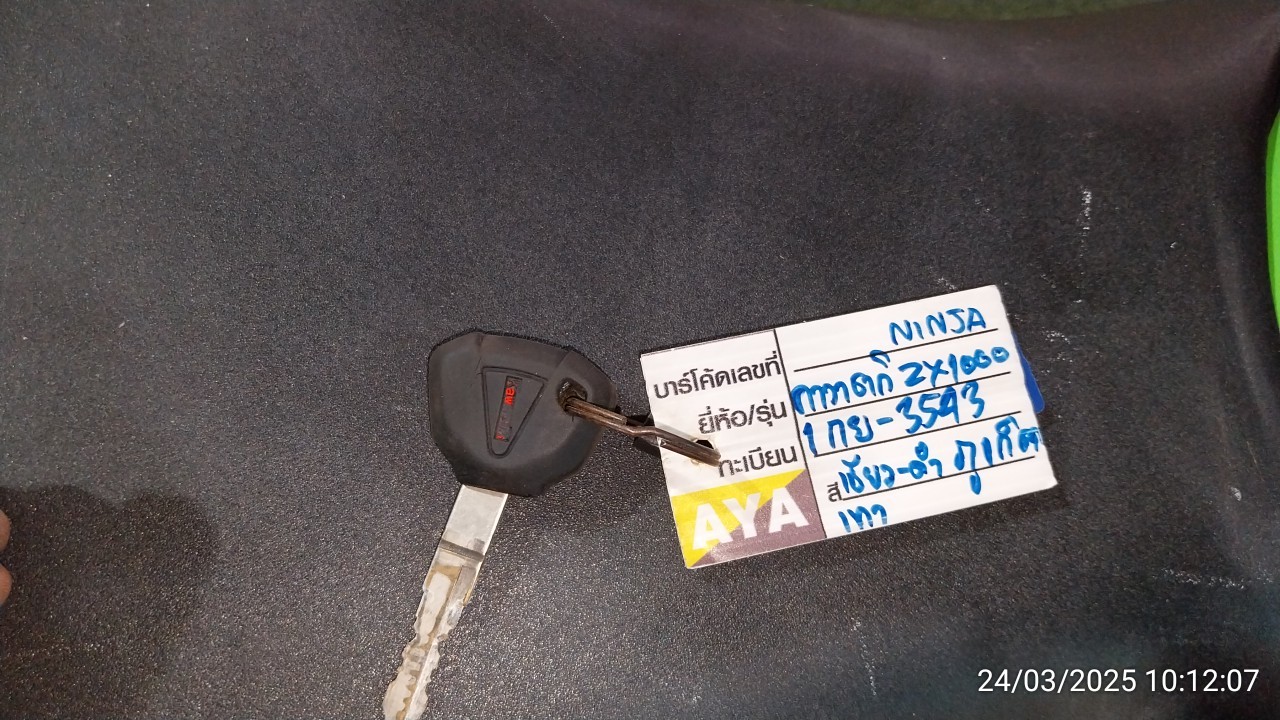 NINJA
บาร์โค้ดเลขที่
ยี่ห้อ/รุ่น คาวาซากิ ZX1000
ทะเบียน 1กย-3593
สี เขียว-ดำ ภูเก็ต
เทา
AYA
24/03/2025 10:12:07